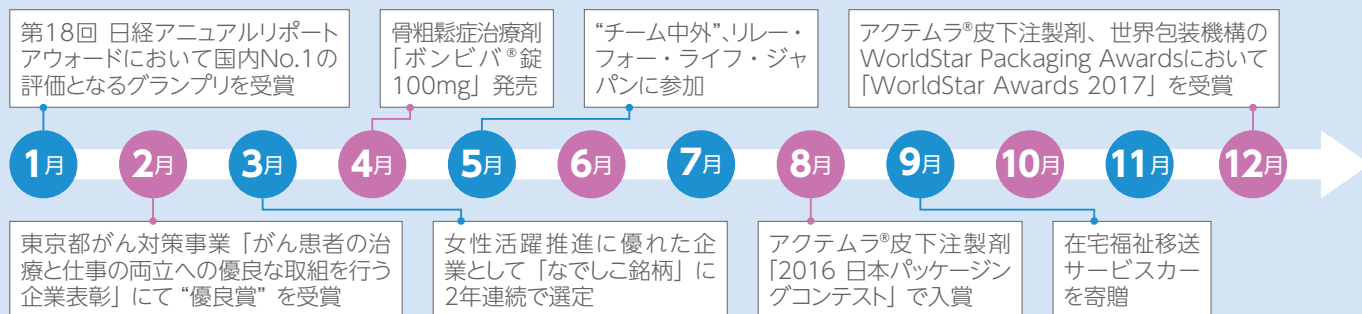 第18回 日経アニュアルリポート
アウォードにおいて国内No.1の
評価となるグランプリを受賞
骨粗鬆症治療剤
「ボンビバ®錠
100mg」発売
“チーム中外”、リレー・
フォー・ライフ・ジャ
パンに参加
アクテムラ®皮下注製剤、世界包装機構の
WorldStar Packaging Awardsにおいて
「WorldStar Awards 2017」を受賞
1月
2月
3月
4月
5月
6月
7月
8月
9月
10月
11月
12月
東京都がん対策事業「がん患者の治
療と仕事の両立への優良な取組を行う
企業表彰」にて “優良賞” を受賞
女性活躍推進に優れた企
業として「なでしこ銘柄」に
2年連続で選定
アクテムラ®皮下注製剤
「2016 日本パッケージン
グコンテスト」で入賞
在宅福祉移送
サービスカー
を寄贈